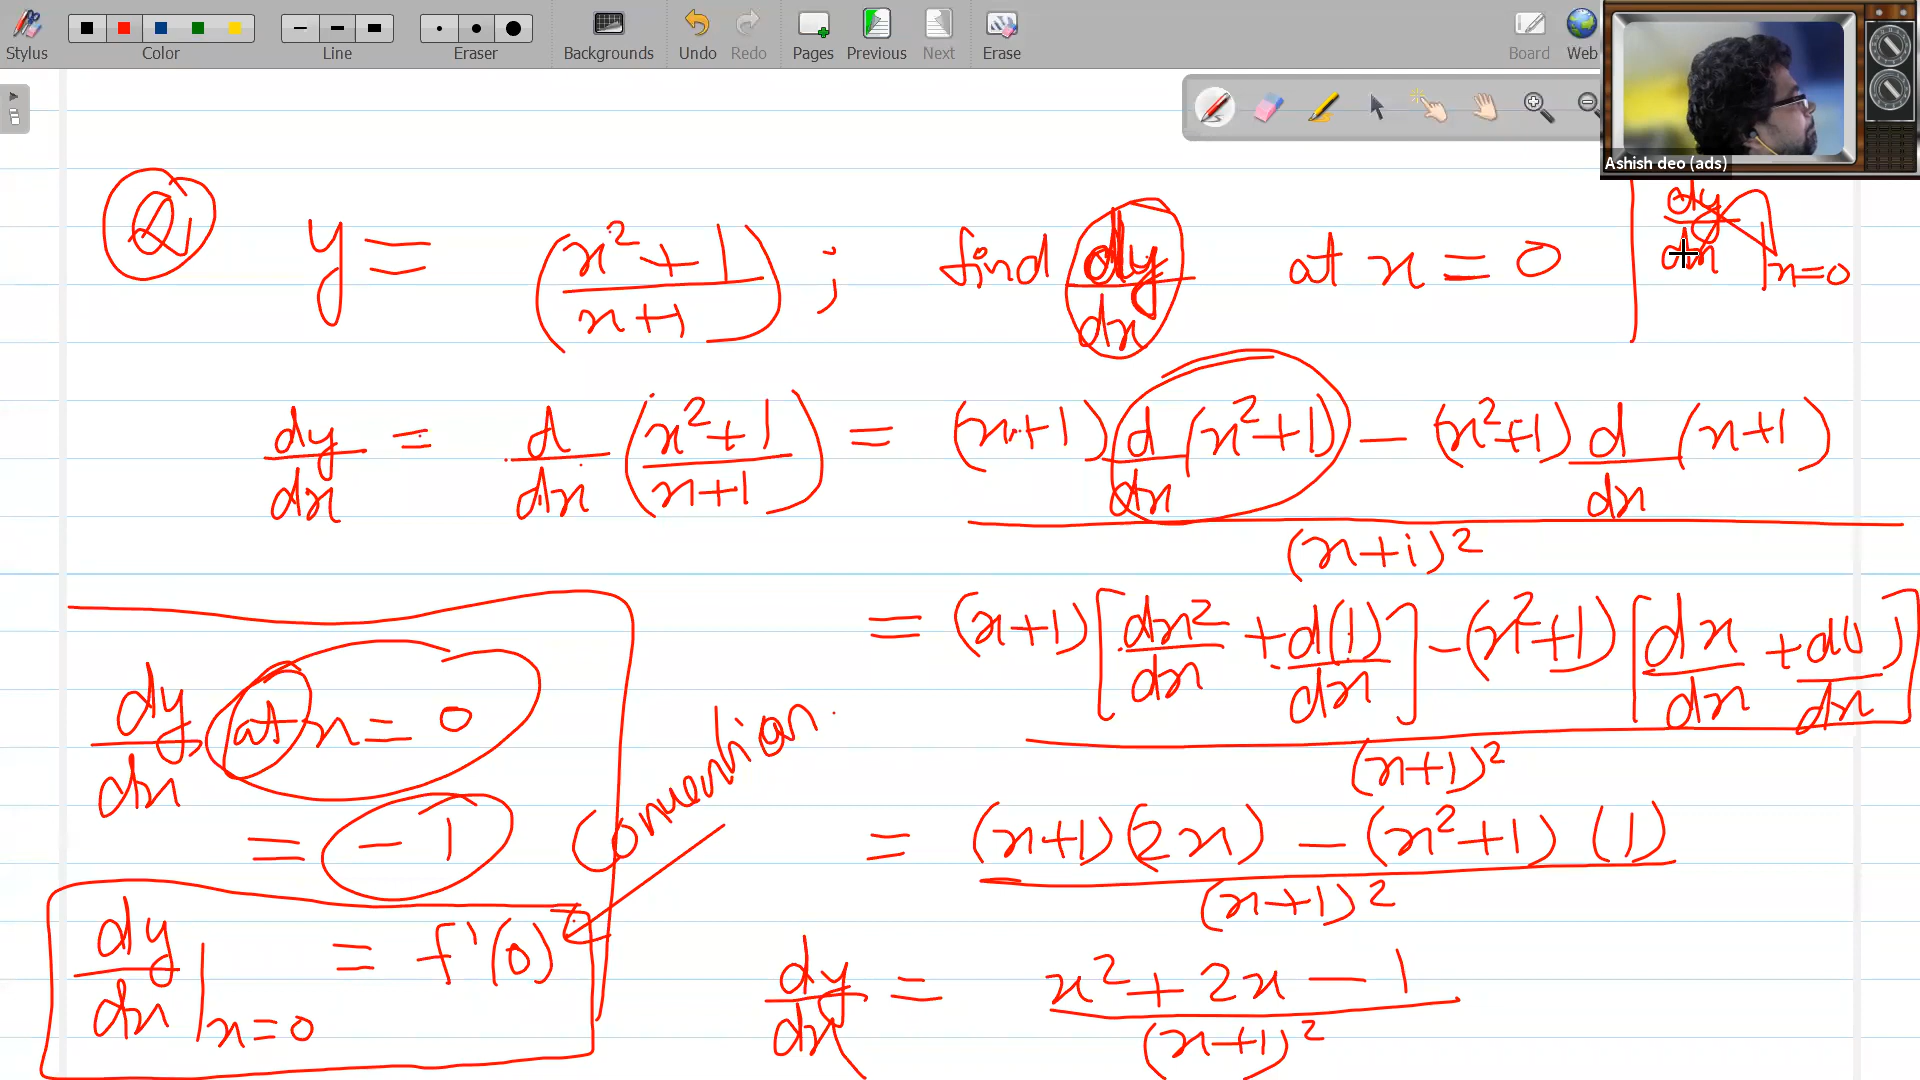 Stylus Color Line Eraser Backgrounds Undo Redo Pages Previous Next Erase Board Web
Ashish deo (ads)
Q1 y = (x²+1 / x+1) ; find dy/dx at x = 0 | dy/dx |x=0
dy/dx = d/dx (x²+1 / x+1) = (x+1) d/dx (x²+1) − (x²+1) d/dx (x+1) / (x+1)²
= (x+1) [dx²/dx + d(1)/dx] − (x²+1) [dx/dx + d(1)/dx] / (x+1)²
= (x+1)(2x) − (x²+1)(1) / (x+1)²
dy/dx = x² + 2x − 1 / (x+1)²
dy/dx at x = 0
= −1
Convention
dy/dx |x=0 = f'(0)